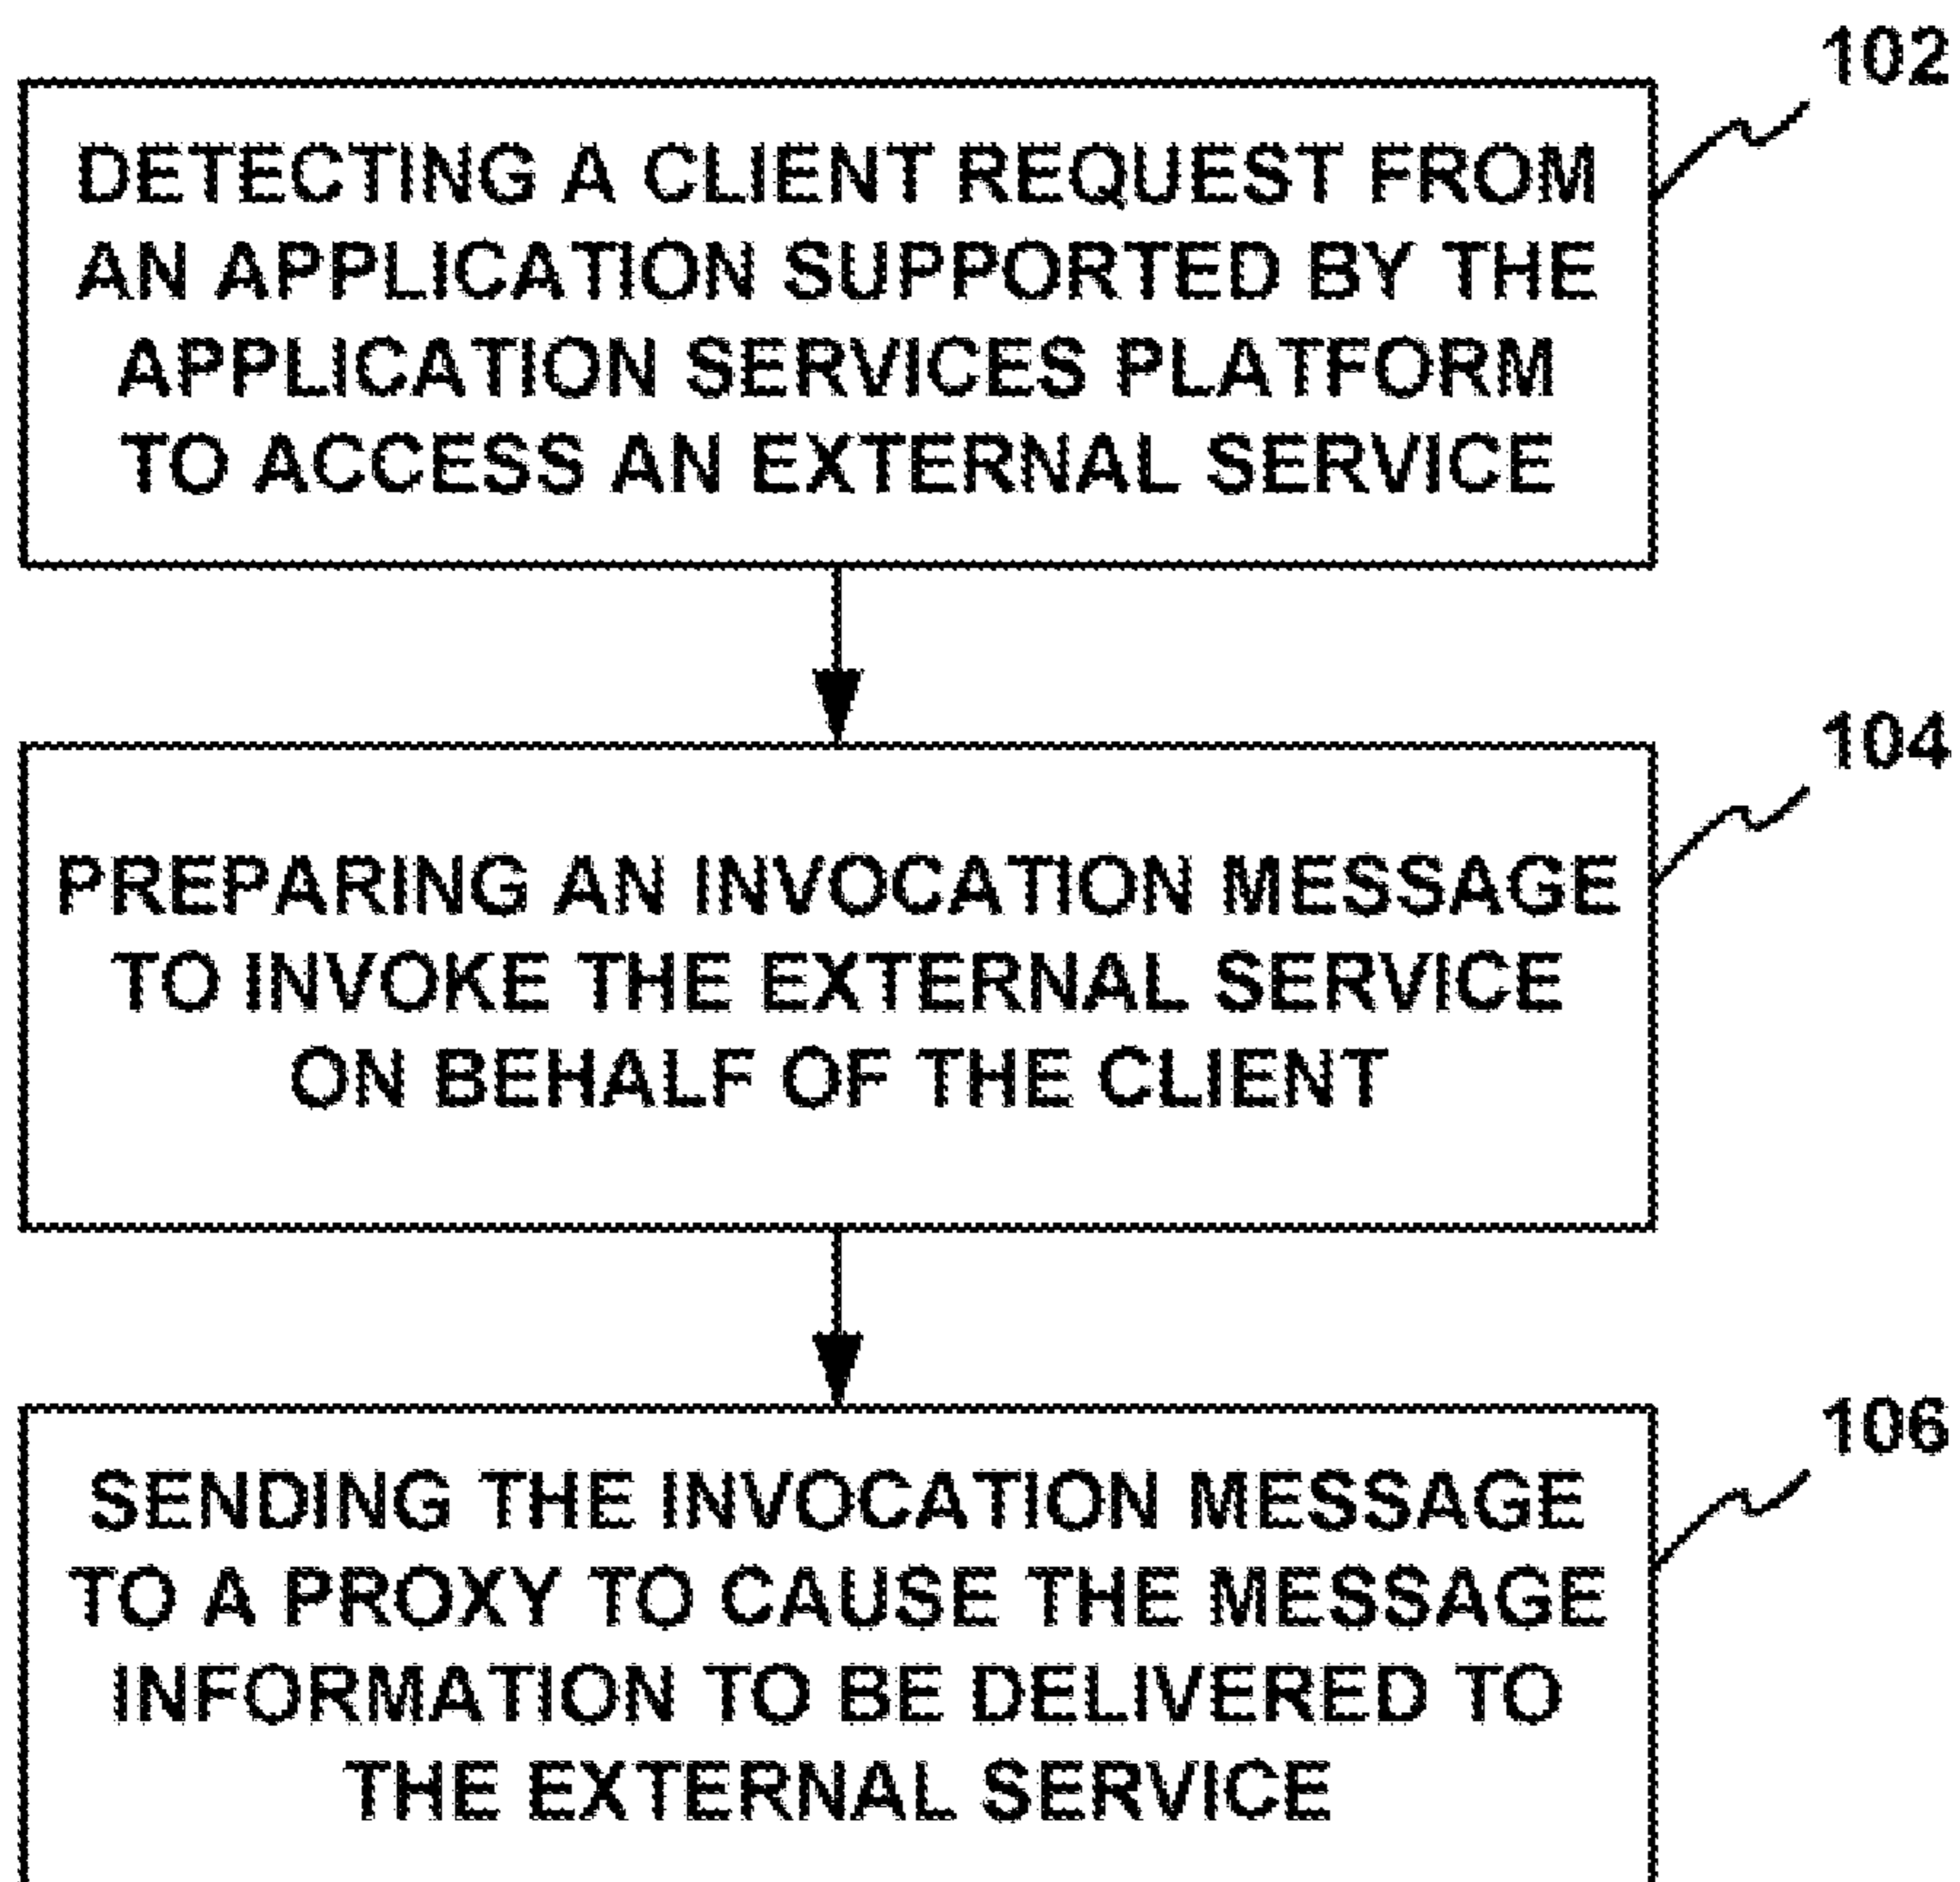 102
DETECTING A CLIENT REQUEST FROM
AN APPLICATION SUPPORTED BY THE
APPLICATION SERVICES PLATFORM
TO ACCESS AN EXTERNAL SERVICE
104
PREPARING AN INVOCATION MESSAGE
TO INVOKE THE EXTERNAL SERVICE
ON BEHALF OF THE CLIENT
106
SENDING THE INVOCATION MESSAGE
TO A PROXY TO CAUSE THE MESSAGE
INFORMATION TO BE DELIVERED TO
THE EXTERNAL SERVICE